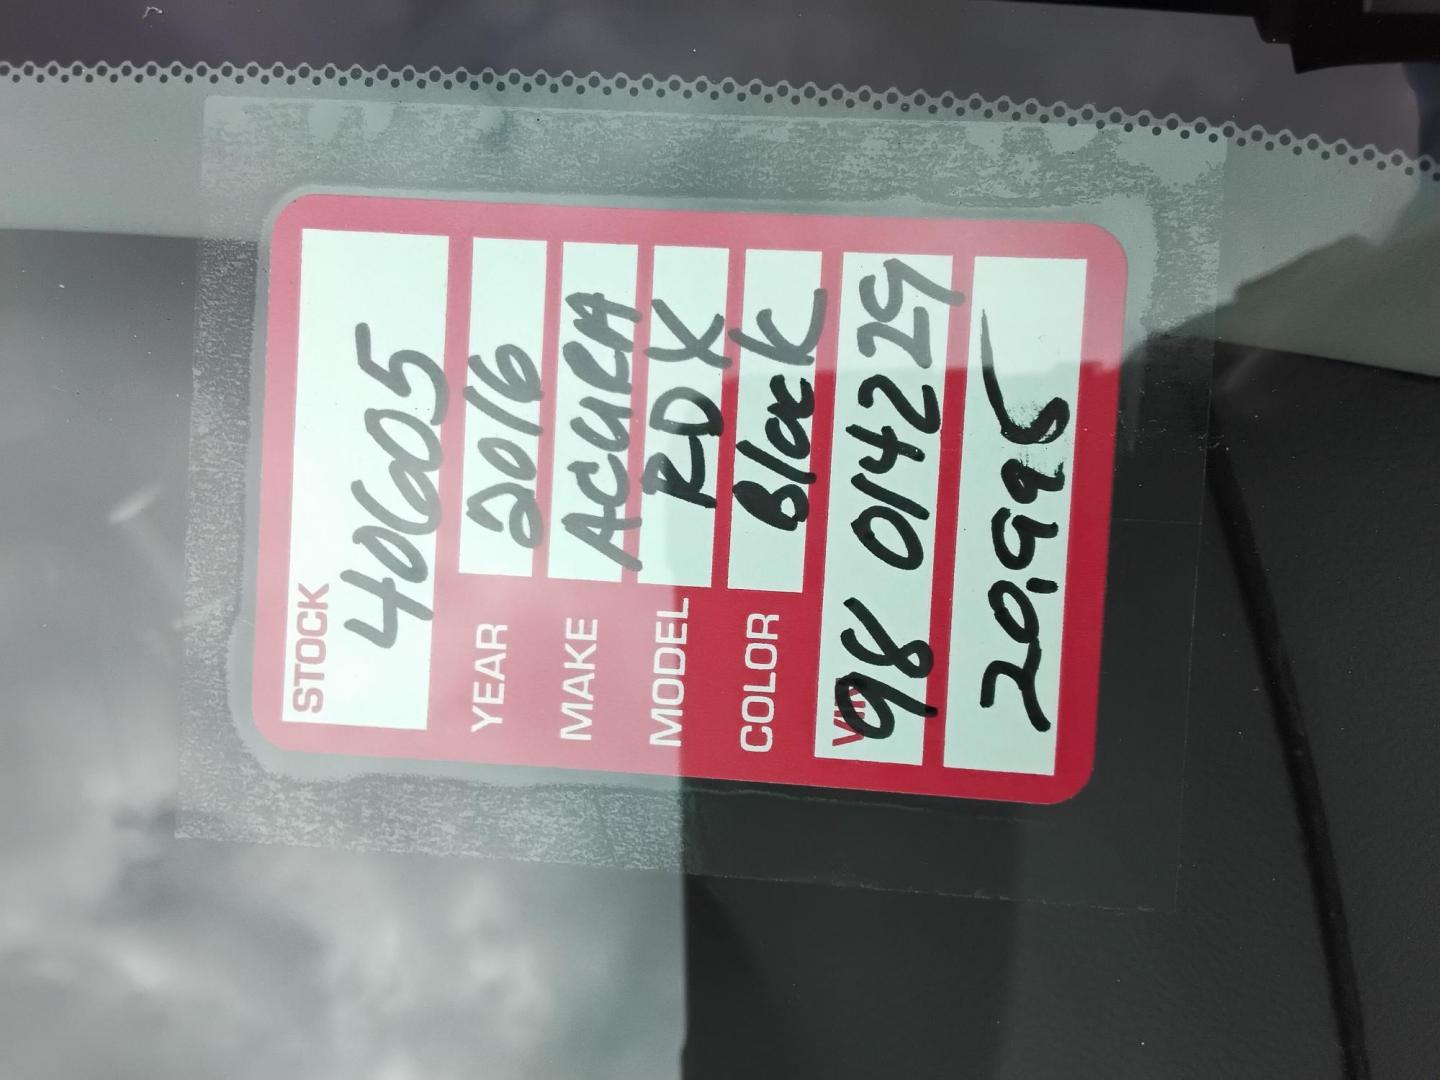 STOCK
40605
YEAR 2016
MAKE ACURA
MODEL RDX
COLOR Black
VIN 98 014229
20,995